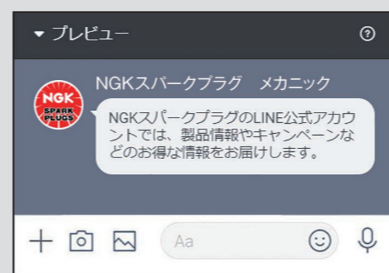 プレビュー
NGKスパークプラグ　メカニック
NGK
SPARK
PLUGS
NGKスパークプラグのLINE公式アカウ
ントでは、製品情報やキャンペーンな
どのお得な情報をお届けします。
Aa